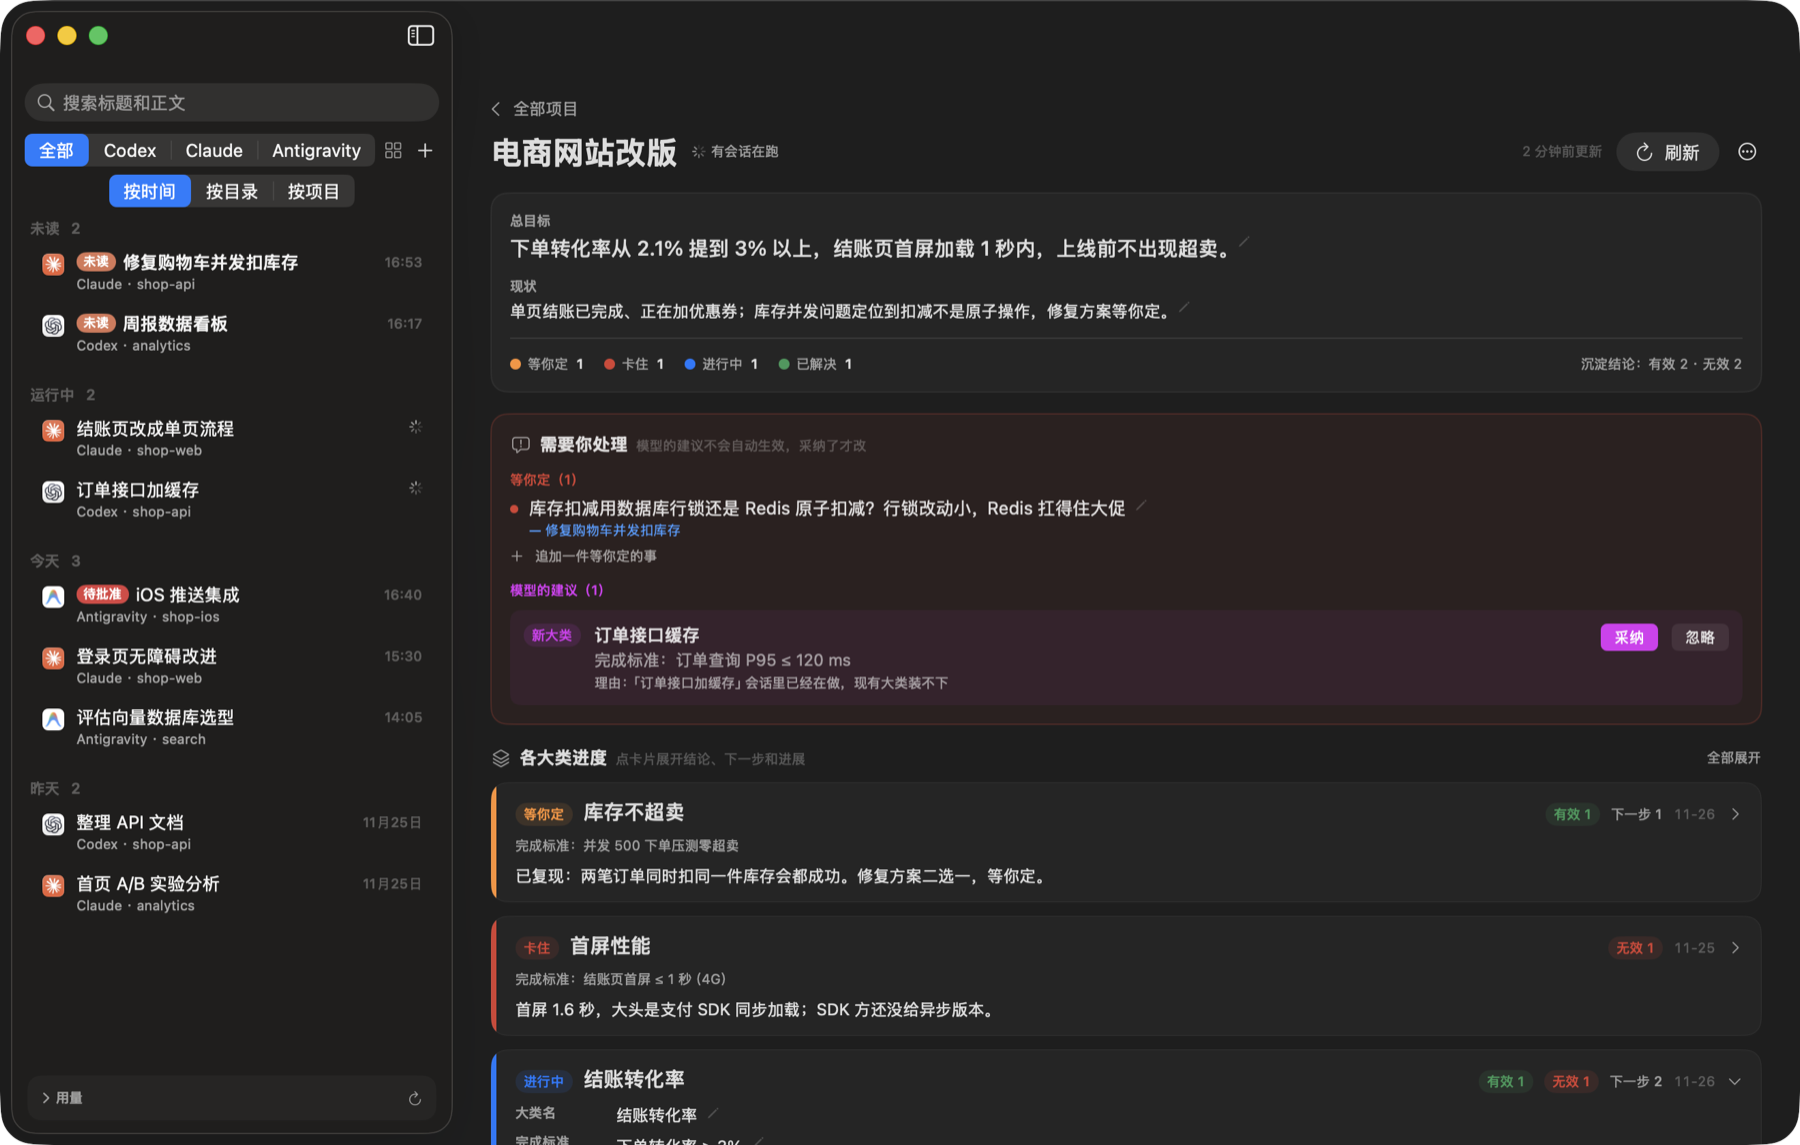 搜索标题和正文
全部 Codex Claude Antigravity
按时间 按目录 按项目
未读 2
未读 修复购物车并发扣库存 16:53
Claude · shop-api
未读 周报数据看板 16:17
Codex · analytics
运行中 2
结账页改成单页流程
Claude · shop-web
订单接口加缓存
Codex · shop-api
今天 3
待批准 iOS 推送集成 16:40
Antigravity · shop-ios
登录页无障碍改进 15:30
Claude · shop-web
评估向量数据库选型 14:05
Antigravity · search
昨天 2
整理 API 文档 11月25日
Codex · shop-api
首页 A/B 实验分析 11月25日
Claude · analytics
用量
全部项目
电商网站改版 有会话在跑 2 分钟前更新 刷新
总目标
下单转化率从 2.1% 提到 3% 以上，结账页首屏加载 1 秒内，上线前不出现超卖。
现状
单页结账已完成、正在加优惠券；库存并发问题定位到扣减不是原子操作，修复方案等你定。
等你定 1 卡住 1 进行中 1 已解决 1 沉淀结论：有效 2 · 无效 2
需要你处理 模型的建议不会自动生效，采纳了才改
等你定（1）
库存扣减用数据库行锁还是 Redis 原子扣减？行锁改动小，Redis 扛得住大促
— 修复购物车并发扣库存
追加一件等你定的事
模型的建议（1）
新大类 订单接口缓存 采纳 忽略
完成标准：订单查询 P95 ≤ 120 ms
理由：「订单接口加缓存」会话里已经在做，现有大类装不下
各大类进度 点卡片展开结论、下一步和进展 全部展开
等你定 库存不超卖 有效 1 下一步 1 11-26
完成标准：并发 500 下单压测零超卖
已复现：两笔订单同时扣同一件库存会都成功。修复方案二选一，等你定。
卡住 首屏性能 无效 1 11-25
完成标准：结账页首屏 ≤ 1 秒 (4G)
首屏 1.6 秒，大头是支付 SDK 同步加载；SDK 方还没给异步版本。
进行中 结账转化率 有效 1 无效 1 下一步 2 11-26
大类名 结账转化率
完成标准 下单转化率 ≥ 3%